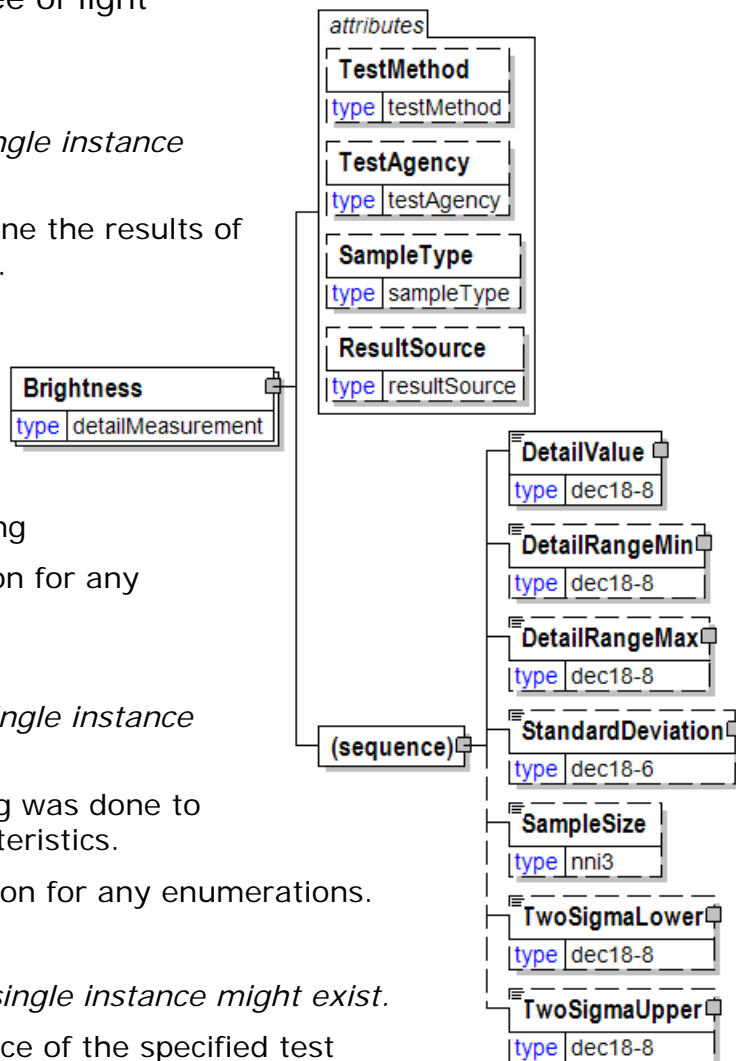 ee of light
ngle instance
ne the results of
.
ng
on for any
ingle instance
g was done to
teristics.
on for any enumerations.
single instance might exist.
ce of the specified test
attributes
TestMethod
type testMethod
TestAgency
type testAgency
SampleType
type sampleType
ResultSource
type resultSource
Brightness
type detailMeasurement
(sequence)
DetailValue
type dec18-8
DetailRangeMin
type dec18-8
DetailRangeMax
type dec18-8
StandardDeviation
type dec18-6
SampleSize
type nni3
TwoSigmaLower
type dec18-8
TwoSigmaUpper
type dec18-8